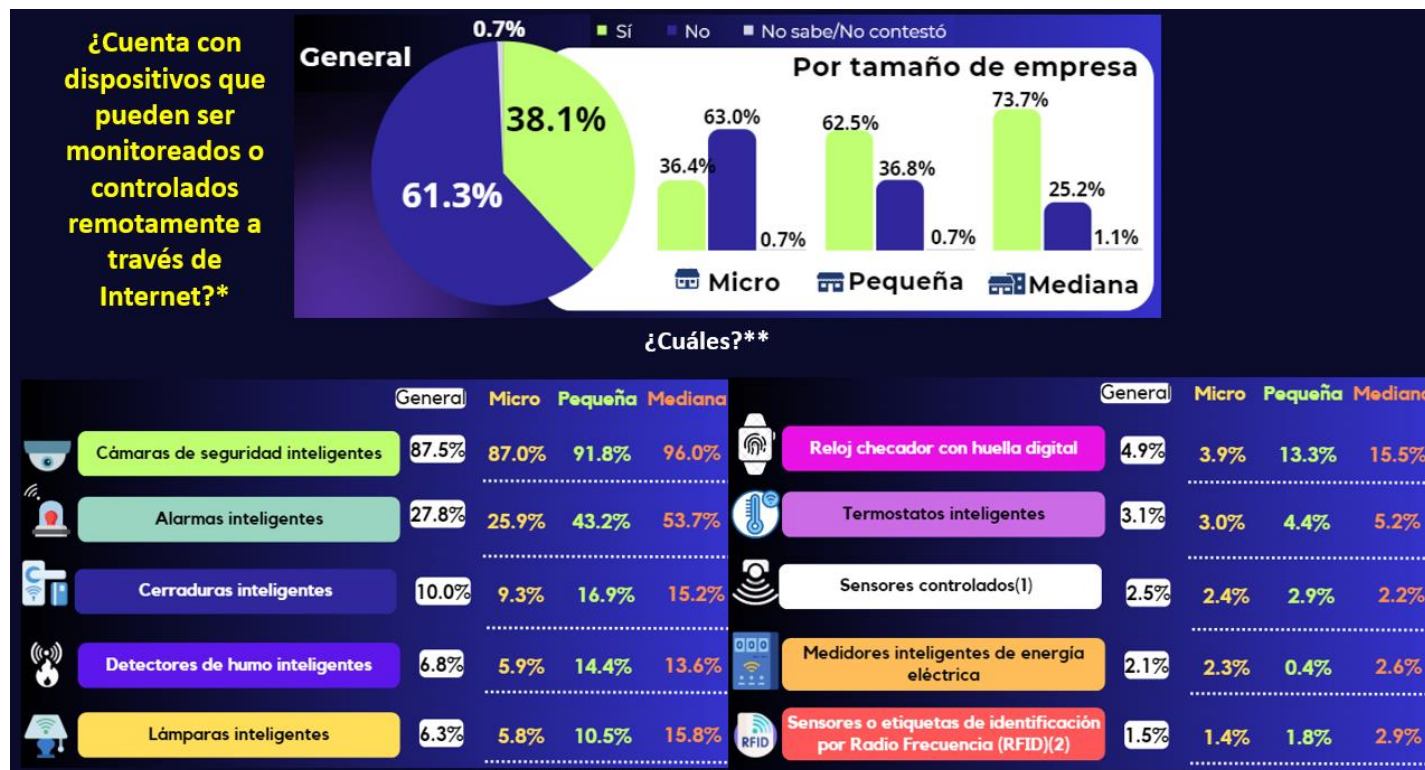 ¿Cuenta con
dispositivos que
pueden ser
monitoreados o
controlados
remotamente a
través de
Internet?*
General
0.7%
38.1%
61.3%
Sí No No sabe/No contestó
Por tamaño de empresa
36.4% 63.0% 0.7%
62.5% 36.8% 0.7%
73.7% 25.2% 1.1%
Micro Pequeña Mediana
¿Cuáles?**
General Micro Pequeña Mediana
Cámaras de seguridad inteligentes 87.5% 87.0% 91.8% 96.0%
Alarmas inteligentes 27.8% 25.9% 43.2% 53.7%
Cerraduras inteligentes 10.0% 9.3% 16.9% 15.2%
Detectores de humo inteligentes 6.8% 5.9% 14.4% 13.6%
Lámparas inteligentes 6.3% 5.8% 10.5% 15.8%
General Micro Pequeña Mediana
Reloj checador con huella digital 4.9% 3.9% 13.3% 15.5%
Termostatos inteligentes 3.1% 3.0% 4.4% 5.2%
Sensores controlados(1) 2.5% 2.4% 2.9% 2.2%
000
Medidores inteligentes de energía
eléctrica 2.1% 2.3% 0.4% 2.6%
RFID
Sensores o etiquetas de identificación
por Radio Frecuencia (RFID)(2) 1.5% 1.4% 1.8% 2.9%